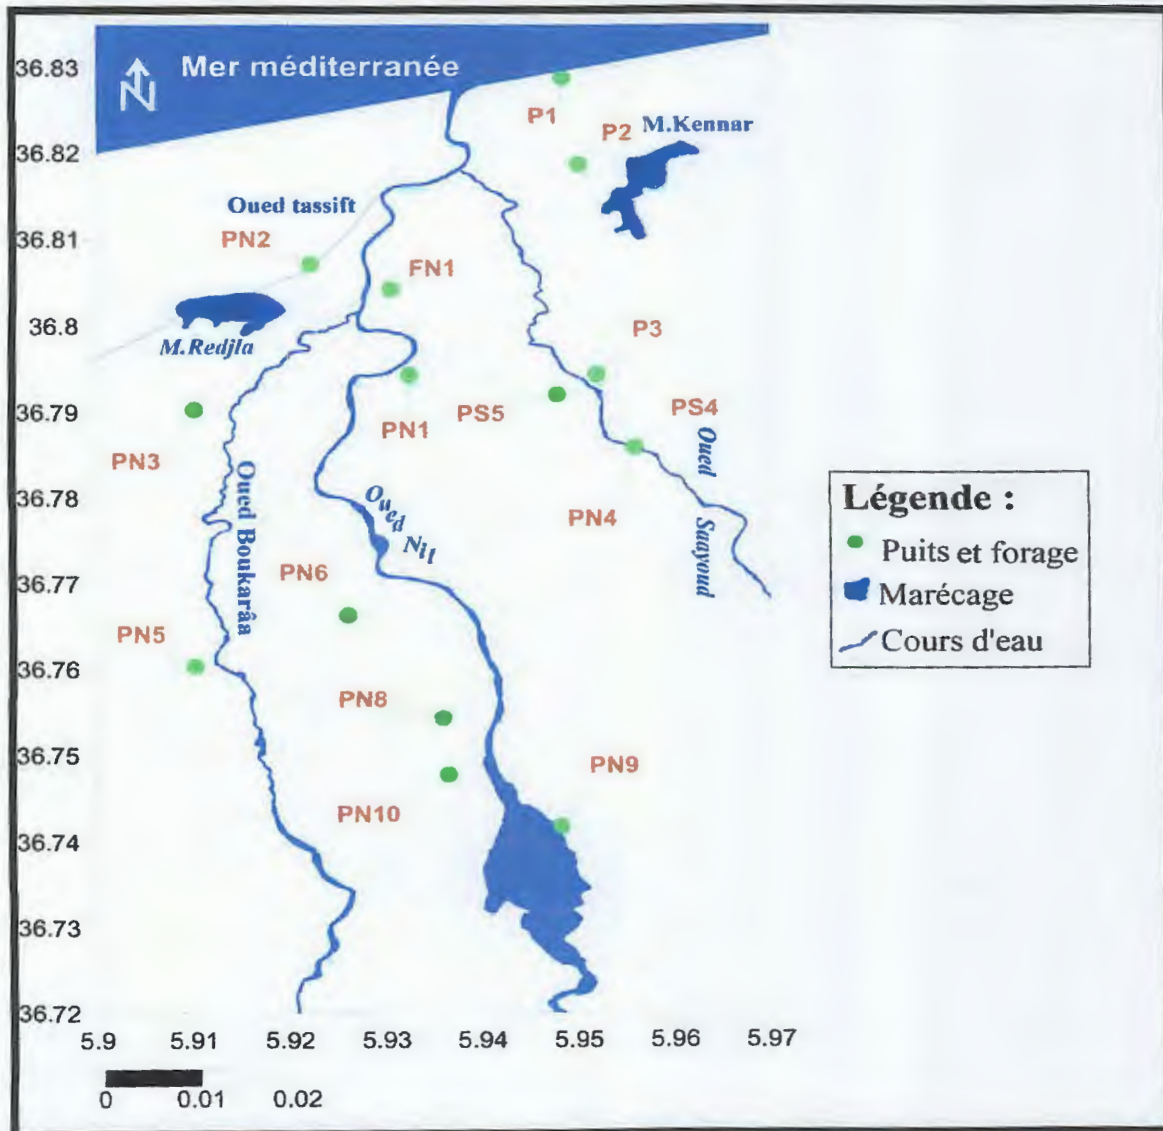 36.83
N
Mer méditerranée
P1
P2
M.Kennar
36.82
Oued tassift
36.81
PN2
FN1
36.8
M.Redjla
P3
36.79
PN3
PN1
PS5
PS4
Oued Saayoud
36.78
Oued Boukarâa
Oued Nil
PN4
PN6
36.77
PN5
36.76
PN8
36.75
PN9
PN10
36.74
36.73
36.72
5.9 5.91 5.92 5.93 5.94 5.95 5.96 5.97
0 0.01 0.02
Légende :
Puits et forage
Marécage
Cours d'eau